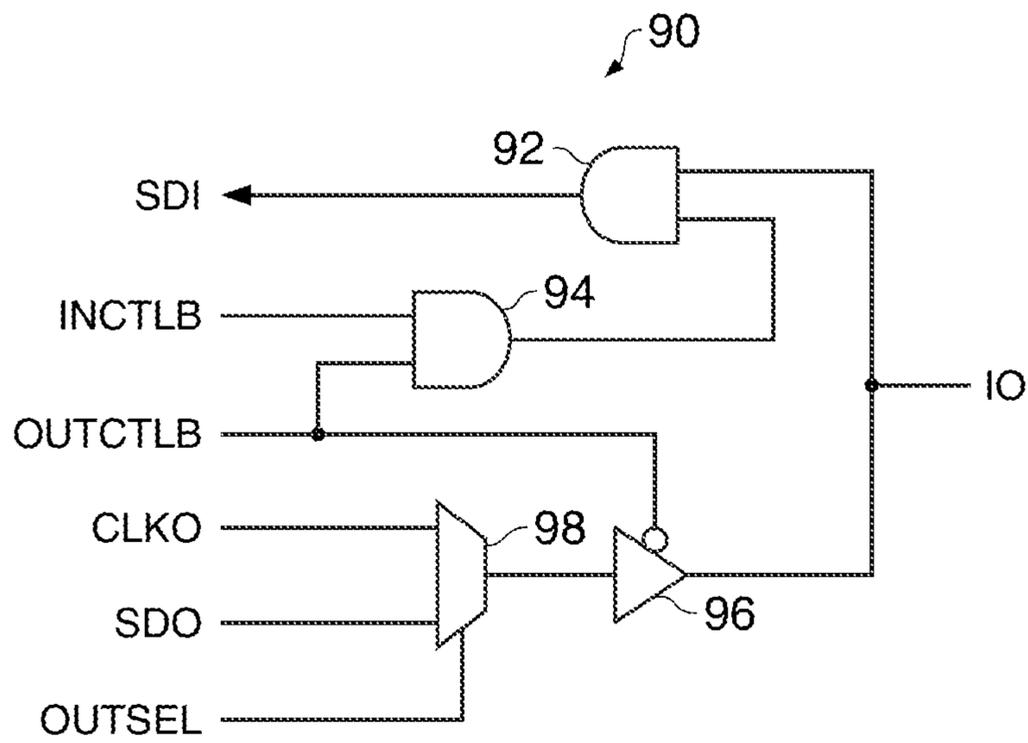 90
92
SDI
94
INCTLB
IO
OUTCTLB
CLKO
98
SDO
96
OUTSEL